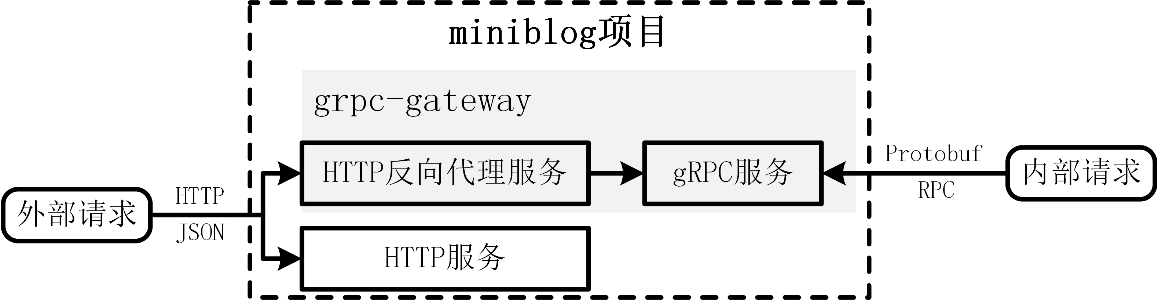 miniblog项目
grpc-gateway
HTTP反向代理服务
gRPC服务
Protobuf
RPC
内部请求
外部请求
HTTP
JSON
HTTP服务